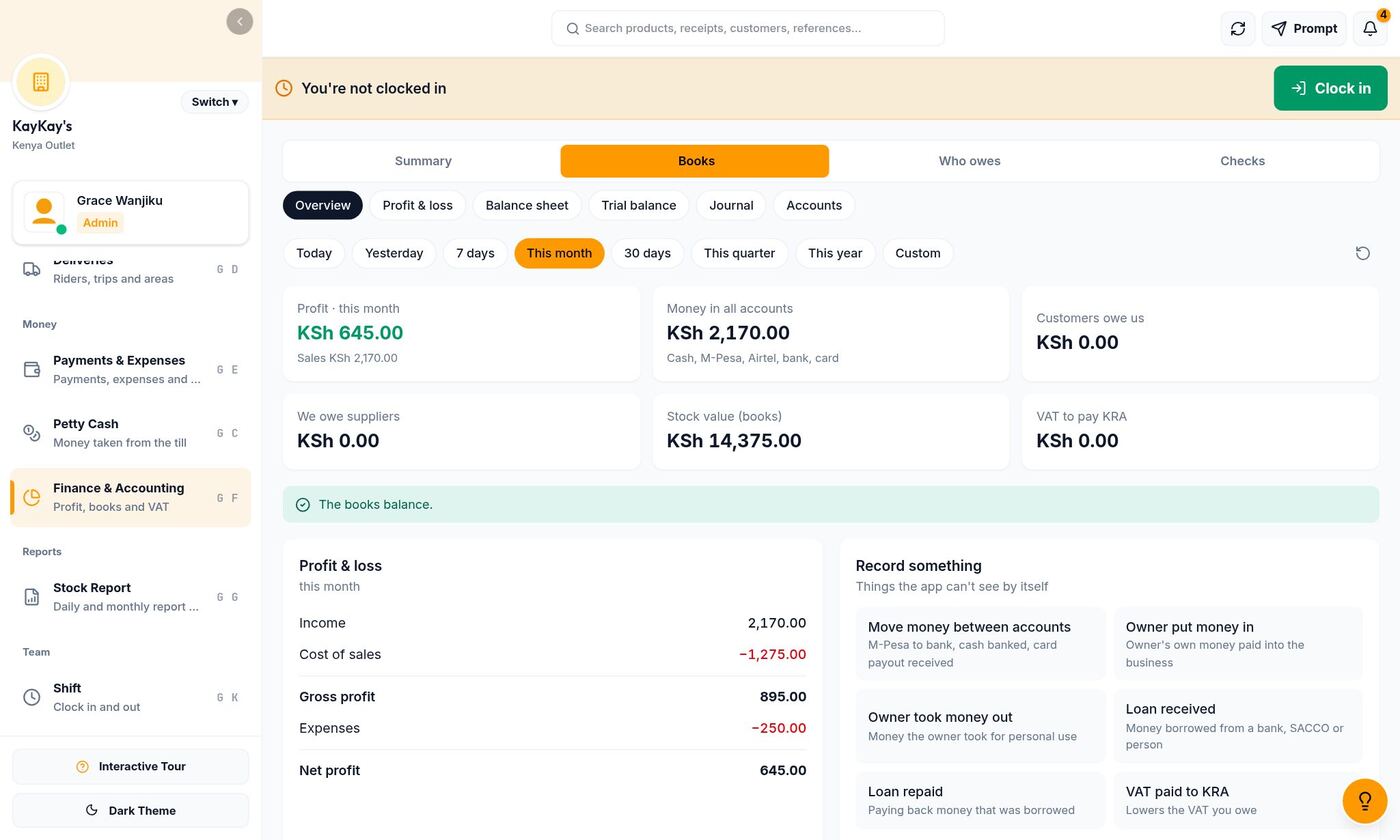 Search products, receipts, customers, references...
Prompt
4
Switch ▾
KayKay's
Kenya Outlet
Grace Wanjiku
Admin
Deliveries
Riders, trips and areas
G D
Money
Payments & Expenses
Payments, expenses and ...
G E
Petty Cash
Money taken from the till
G C
Finance & Accounting
Profit, books and VAT
G F
Reports
Stock Report
Daily and monthly report ...
G G
Team
Shift
Clock in and out
G K
Interactive Tour
Dark Theme
You're not clocked in
Clock in
Summary
Books
Who owes
Checks
Overview
Profit & loss
Balance sheet
Trial balance
Journal
Accounts
Today
Yesterday
7 days
This month
30 days
This quarter
This year
Custom
Profit · this month
KSh 645.00
Sales KSh 2,170.00
Money in all accounts
KSh 2,170.00
Cash, M-Pesa, Airtel, bank, card
Customers owe us
KSh 0.00
We owe suppliers
KSh 0.00
Stock value (books)
KSh 14,375.00
VAT to pay KRA
KSh 0.00
The books balance.
Profit & loss
this month
Income 2,170.00
Cost of sales −1,275.00
Gross profit 895.00
Expenses −250.00
Net profit 645.00
Record something
Things the app can't see by itself
Move money between accounts
M-Pesa to bank, cash banked, card
payout received
Owner put money in
Owner's own money paid into the
business
Owner took money out
Money the owner took for personal use
Loan received
Money borrowed from a bank, SACCO or
person
Loan repaid
Paying back money that was borrowed
VAT paid to KRA
Lowers the VAT you owe